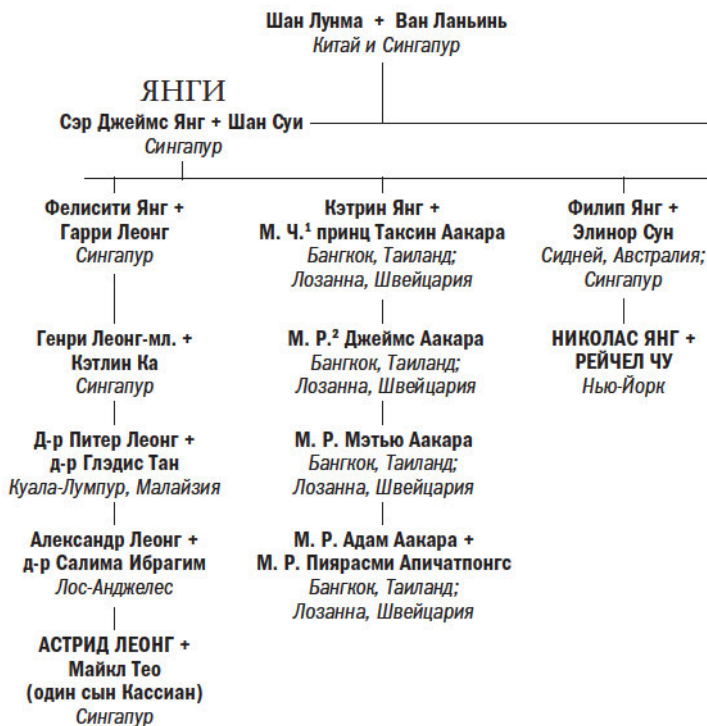 Шан Лунма + Ван Ланьинь
Китай и Сингапур
ЯНГИ
Сэр Джеймс Янг + Шан Суи
Сингапур
Фелисити Янг +
Гарри Леонг
Сингапур
Генри Леонг-мл. +
Кэтлин Ка
Сингапур
Д-р Питер Леонг +
д-р Глэдис Тан
Куала-Лумпур, Малайзия
Александр Леонг +
д-р Салима Ибрагим
Лос-Анджелес
АСТРИД ЛЕОНГ +
Майкл Тео
(один сын Кассиан)
Сингапур
Кэтрин Янг +
М. Ч.¹ принц Таксин Аакара
Бангкок, Таиланд;
Лозанна, Швейцария
М. Р.² Джеймс Аакара
Бангкок, Таиланд;
Лозанна, Швейцария
М. Р. Мэтью Аакара
Бангкок, Таиланд;
Лозанна, Швейцария
М. Р. Адам Аакара +
М. Р. Пиярасми Апичатпонгс
Бангкок, Таиланд;
Лозанна, Швейцария
Филип Янг +
Элинор Сун
Сидней, Австралия;
Сингапур
НИКОЛАС ЯНГ +
РЕЙЧЕЛ ЧУ
Нью-Йорк